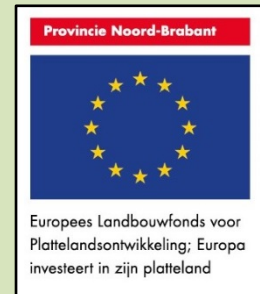 Provincie Noord-Brabant
Europees Landbouwfonds voor
Plattelandsontwikkeling; Europa
investeert in zijn platteland